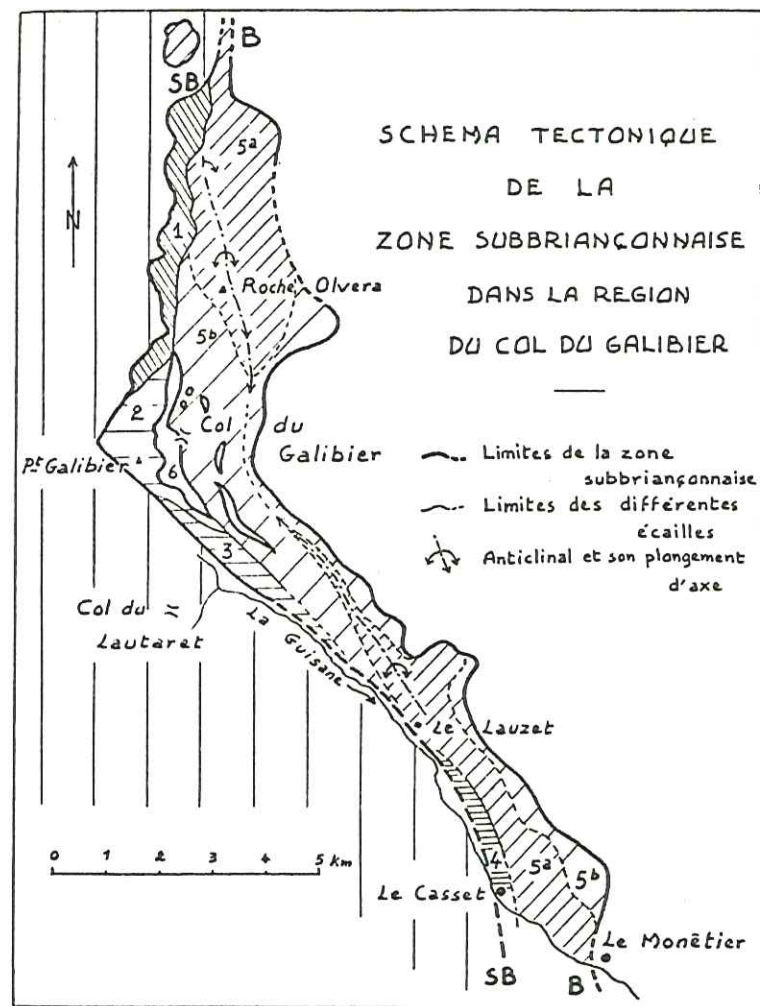 B
SB
SCHEMA TECTONIQUE
DE LA
ZONE SUBBRIANÇONNAISE
DANS LA REGION
DU COL DU GALIBIER
N
5a
1
Roche Olvera
5b
2
Col du
Galibier
Pt Galibier
6
3
Limites de la zone
subbriançonnaise
Limites des différentes
écailles
Anticlinal et son plongement
d'axe
Col du
Lautaret
La Guisane
Le Lauzet
0 1 2 3 4 5 km
4
5a
5b
Le Casset
Le Monêtier
SB
B